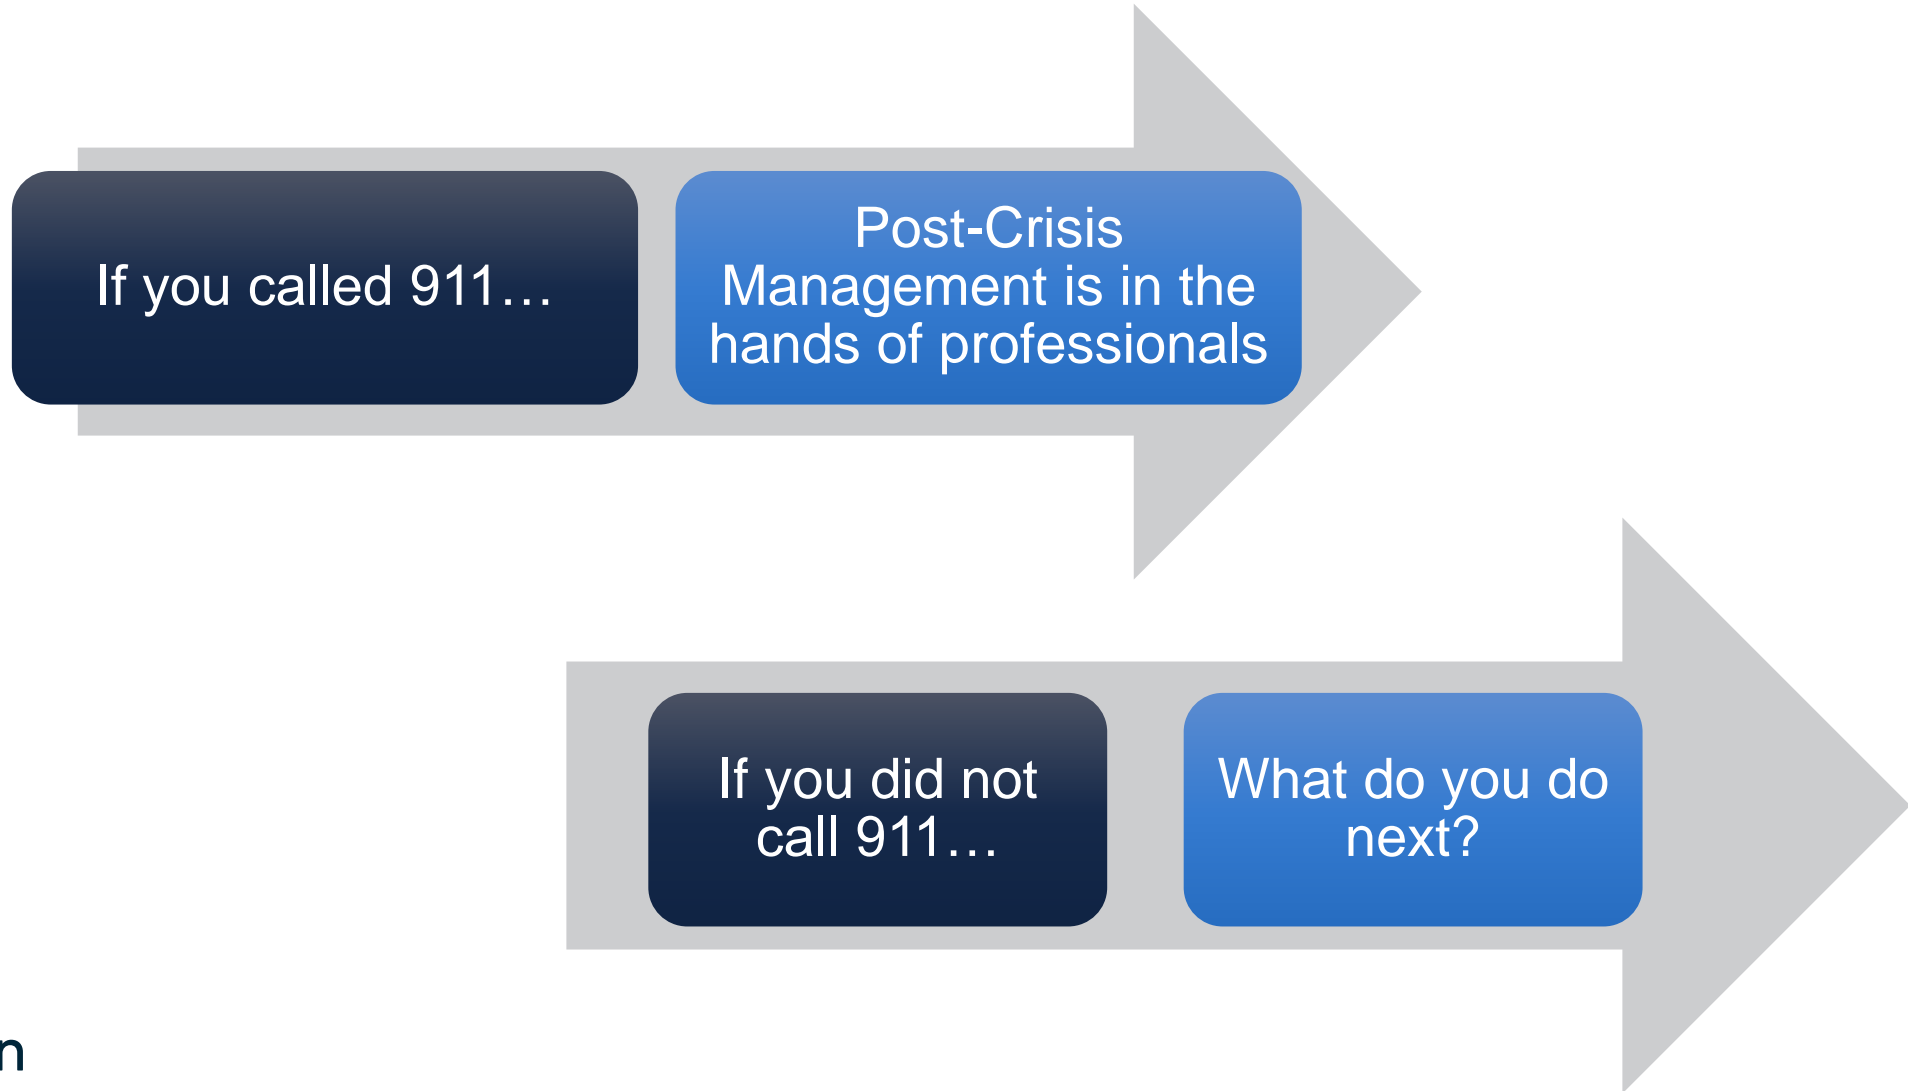 If you called 911…
Post-Crisis
Management is in the
hands of professionals
If you did not
call 911…
What do you do
next?
n